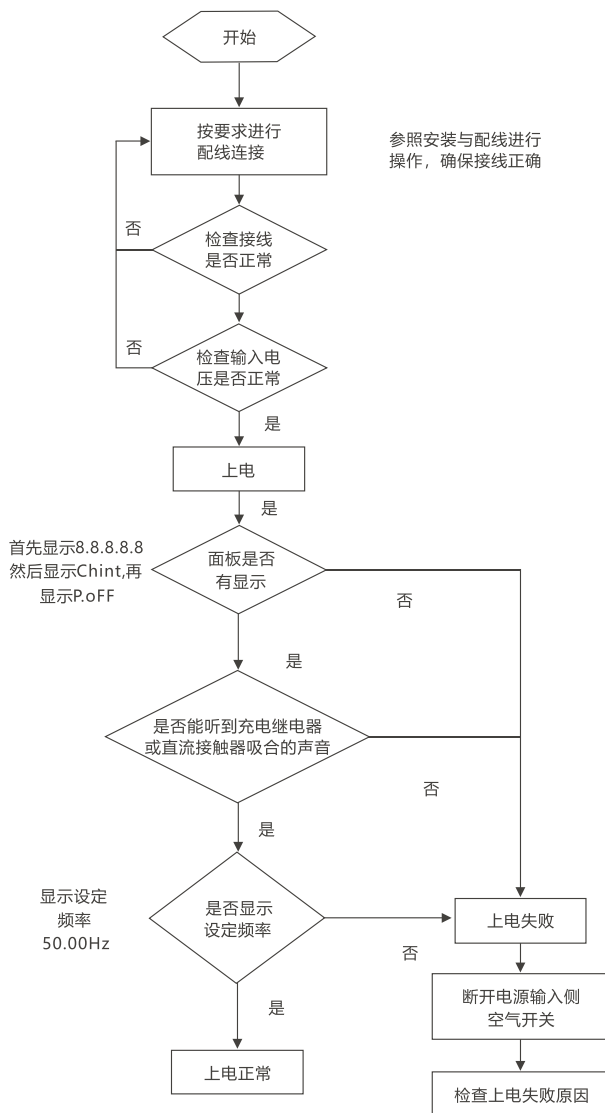 开始
按要求进行
配线连接
参照安装与配线进行
操作，确保接线正确
否
检查接线
是否正常
否
检查输入电
压是否正常
是
上电
是
首先显示8.8.8.8.8
然后显示Chint,再
显示P.oFF
面板是否
有显示
否
是
是否能听到充电继电器
或直流接触器吸合的声音
否
是
显示设定
频率
50.00Hz
是否显示
设定频率
上电失败
否
断开电源输入侧
空气开关
是
上电正常
检查上电失败原因